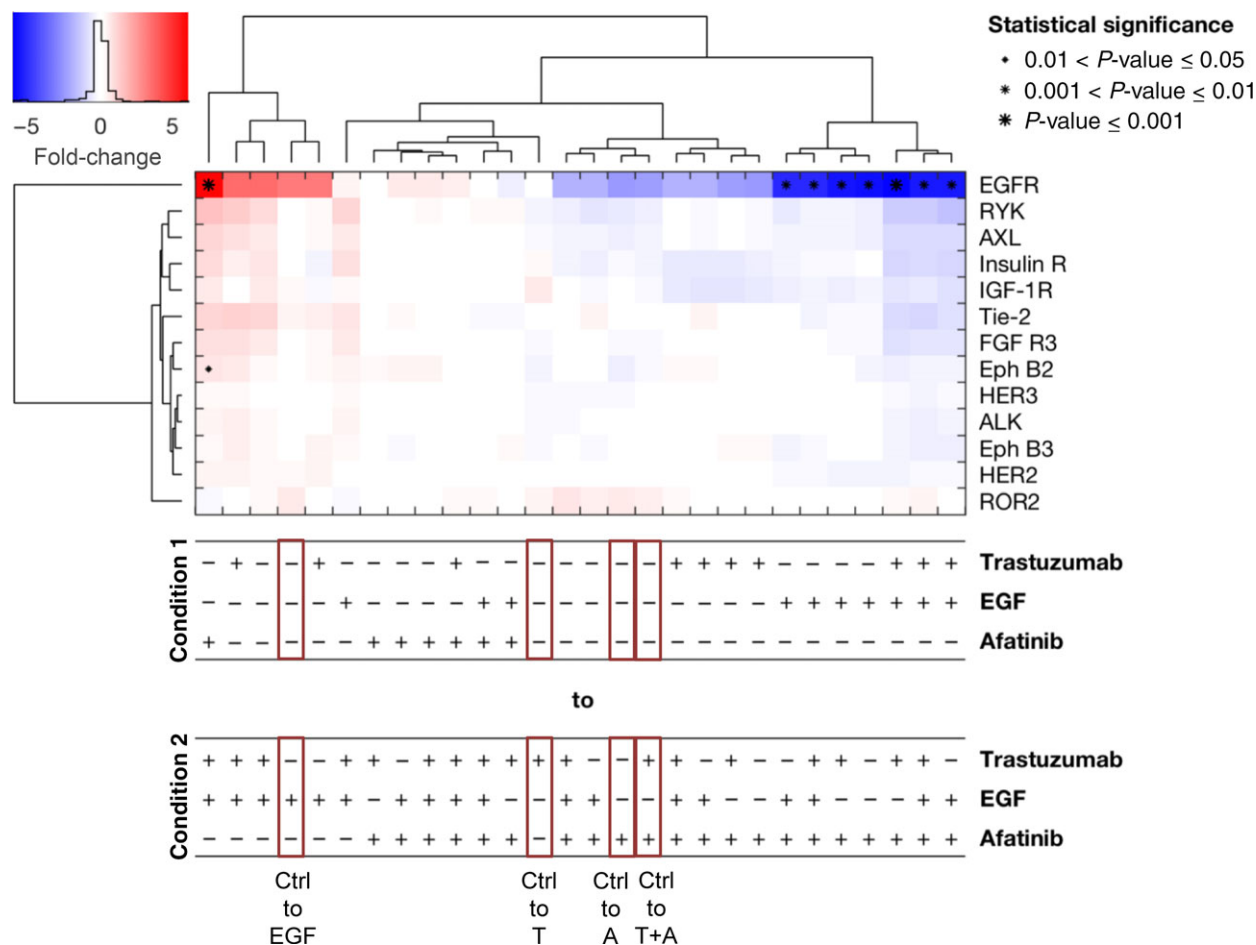 −5 0 5
Fold-change
Statistical significance
0.01 < P-value ≤ 0.05
0.001 < P-value ≤ 0.01
P-value ≤ 0.001
EGFR
RYK
AXL
Insulin R
IGF-1R
Tie-2
FGF R3
Eph B2
HER3
ALK
Eph B3
HER2
ROR2
Condition 1
− + − − + − − − − + − − − − − − − + + + + − − − − + + + Trastuzumab
− − − − − + − − − − + + − − − − − − − − − + + + + + + + EGF
+ − − − − − + + + + + + − − − − − − − − − − − − − − − − Afatinib
to
Condition 2
+ + + − − + + − + + + + + + − − + + − + − − + + − + + − Trastuzumab
+ + + + + + − + + + + − − + + − − + + − − + + − − − + + EGF
− − − − − − + + + + + + − + + + + + + + + + + + + + + + Afatinib
Ctrl to EGF
Ctrl to T
Ctrl to A
Ctrl to T+A